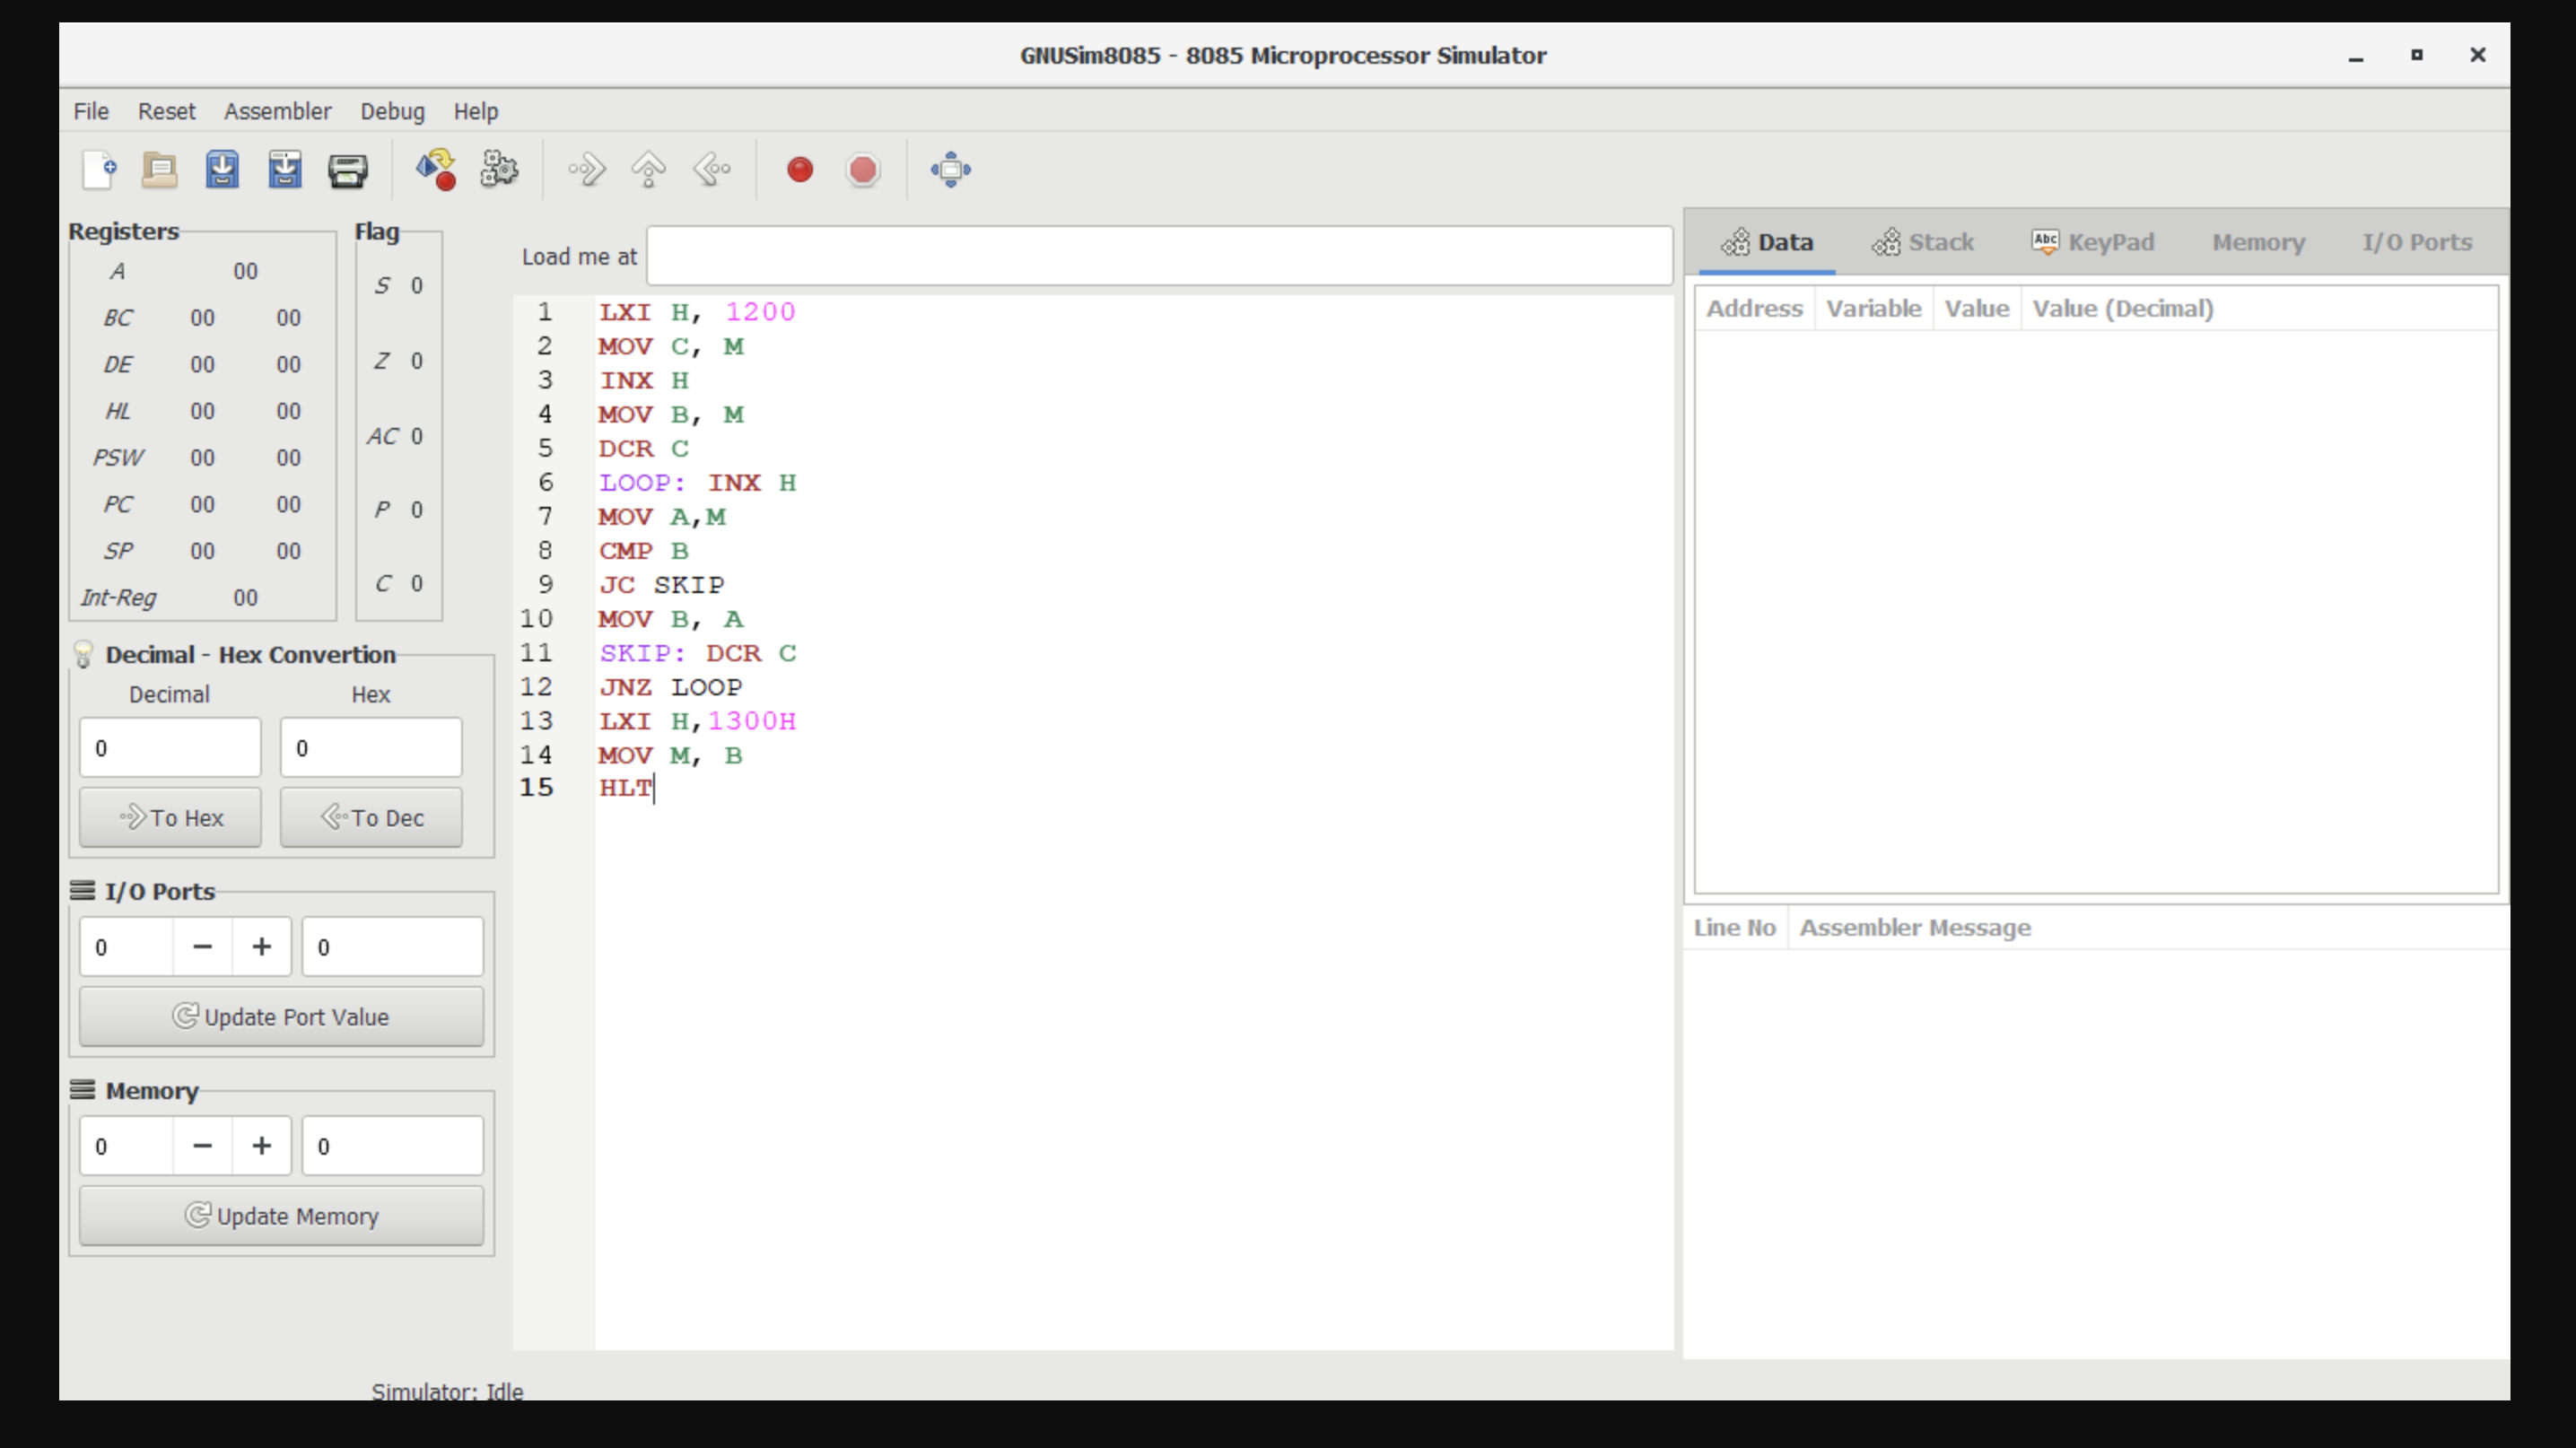 GNUSim8085 - 8085 Microprocessor Simulator
File Reset Assembler Debug Help
Registers
A 00
BC 00 00
DE 00 00
HL 00 00
PSW 00 00
PC 00 00
SP 00 00
Int-Reg 00
Flag
S 0
Z 0
AC 0
P 0
C 0
Decimal - Hex Convertion
Decimal Hex
0 0
To Hex To Dec
I/O Ports
0 − + 0
Update Port Value
Memory
0 − + 0
Update Memory
Load me at
1 LXI H, 1200
2 MOV C, M
3 INX H
4 MOV B, M
5 DCR C
6 LOOP: INX H
7 MOV A,M
8 CMP B
9 JC SKIP
10 MOV B, A
11 SKIP: DCR C
12 JNZ LOOP
13 LXI H,1300H
14 MOV M, B
15 HLT
Data Stack Abc KeyPad Memory I/O Ports
Address Variable Value Value (Decimal)
Line No Assembler Message
Simulator: Idle